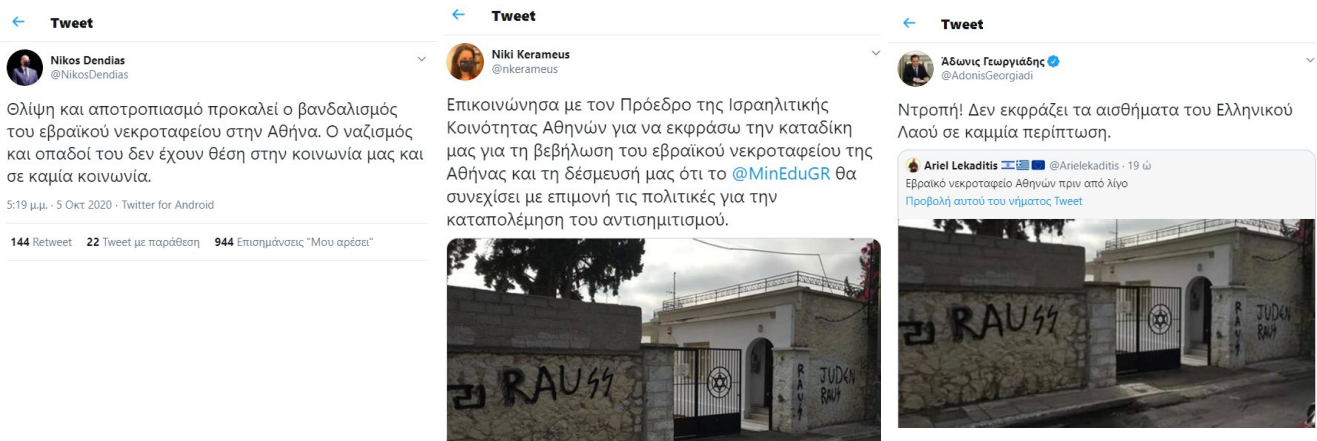 Tweet
Nikos Dendias
@NikosDendias
Θλίψη και αποτροπιασμό προκαλεί ο βανδαλισμός
του εβραϊκού νεκροταφείου στην Αθήνα. Ο ναζισμός
και οπαδοί του δεν έχουν θέση στην κοινωνία μας και
σε καμία κοινωνία.
5:19 μ.μ. · 5 Οκτ 2020 · Twitter for Android
144 Retweet 22 Tweet με παράθεση 944 Επισημάνσεις "Μου αρέσει"
Tweet
Niki Kerameus
@nkerameus
Επικοινώνησα με τον Πρόεδρο της Ισραηλιτικής
Κοινότητας Αθηνών για να εκφράσω την καταδίκη
μας για τη βεβήλωση του εβραϊκού νεκροταφείου της
Αθήνας και τη δέσμευσή μας ότι το @MinEduGR θα
συνεχίσει με επιμονή τις πολιτικές για την
καταπολέμηση του αντισημιτισμού.
RAUSS
RAUS
JUDEN
RAUS
Tweet
Άδωνις Γεωργιάδης
@AdonisGeorgiadi
Ντροπή! Δεν εκφράζει τα αισθήματα του Ελληνικού
Λαού σε καμμία περίπτωση.
Ariel Lekaditis @Arielekaditis · 19 ώ
Εβραϊκό νεκροταφείο Αθηνών πριν από λίγο
Προβολή αυτού του νήματος Tweet
RAUSS
RAUS
JUDEN
RAUS